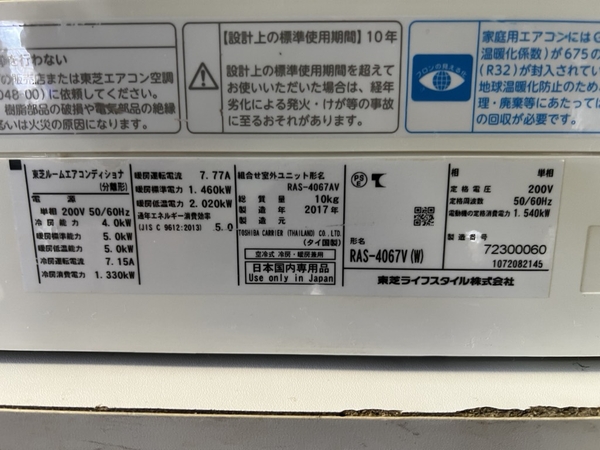 を行わない
の販売店または東芝エアコン空調
048-00)に依頼してください。
樹脂部品の破損や電気部品の絶縁
るいは火災の原因になります。
【設計上の標準使用期間】10年
設計上の標準使用期間を超えて
お使いいただいた場合は、経年
劣化による発火・けが等の事故
に至るおそれがあります。
フロンの見える化
家庭用エアコンにはG
温暖化係数)が675の
(R32)が封入されてい
地球温暖化防止のため
理・廃棄等にあたっては
の回収が必要です。
東芝ルームエアコンディショナ
(分離形)
電源
単相 200V 50/60Hz
冷房能力 4.0kW
暖房標準能力 5.0kW
暖房低温能力 5.0kW
冷房運転電流 7.15A
冷房消費電力 1.330kW
暖房運転電流 7.77A
暖房標準電力 1.460kW
暖房低温電力 2.020kW
通年エネルギー消費効率
(JIS C 9612:2013) 5.0
組合せ室外ユニット形名
RAS-4067AV
総質量 10kg
製造年 2017年
製造元
TOSHIBA CARRIER (THAILAND) CO.,LTD.
(タイ国製)
空冷式 冷房・暖房兼用
日本国内専用品
Use only in Japan
PS
E
形名
RAS-4067V(W)
相 単相
定格電圧 200V
定格周波数 50/60Hz
電動機の定格消費電力 1.540kW
製造番号
72300060
1072082145
東芝ライフスタイル株式会社